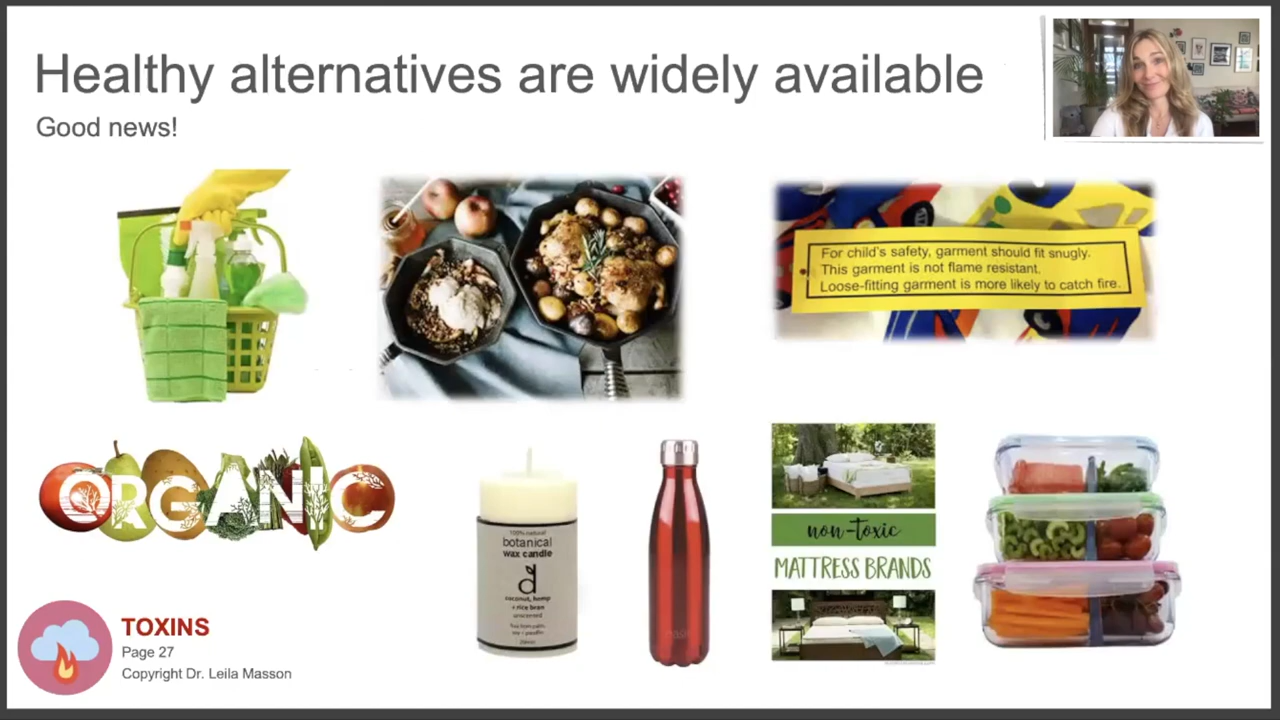 Healthy alternatives are widely available
Good news!
For child's safety, garment should fit snugly.
This garment is not flame resistant.
Loose-fitting garment is more likely to catch fire.
ORGANIC
100% natural
botanical
wax candle
d
coconut, hemp
+ rice bran
unscented
non-toxic
MATTRESS BRANDS
TOXINS
Page 27
Copyright Dr. Leila Masson